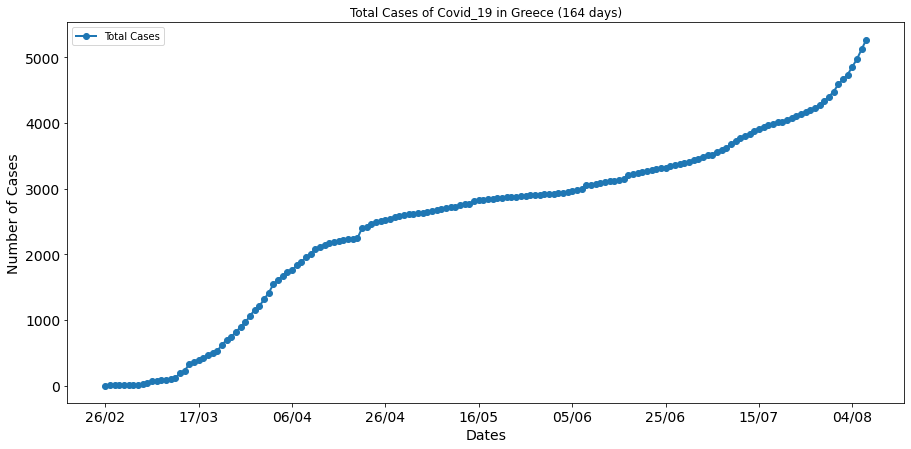 Total Cases of Covid_19 in Greece (164 days)
Total Cases
Number of Cases
5000
4000
3000
2000
1000
0
26/02 17/03 06/04 26/04 16/05 05/06 25/06 15/07 04/08
Dates